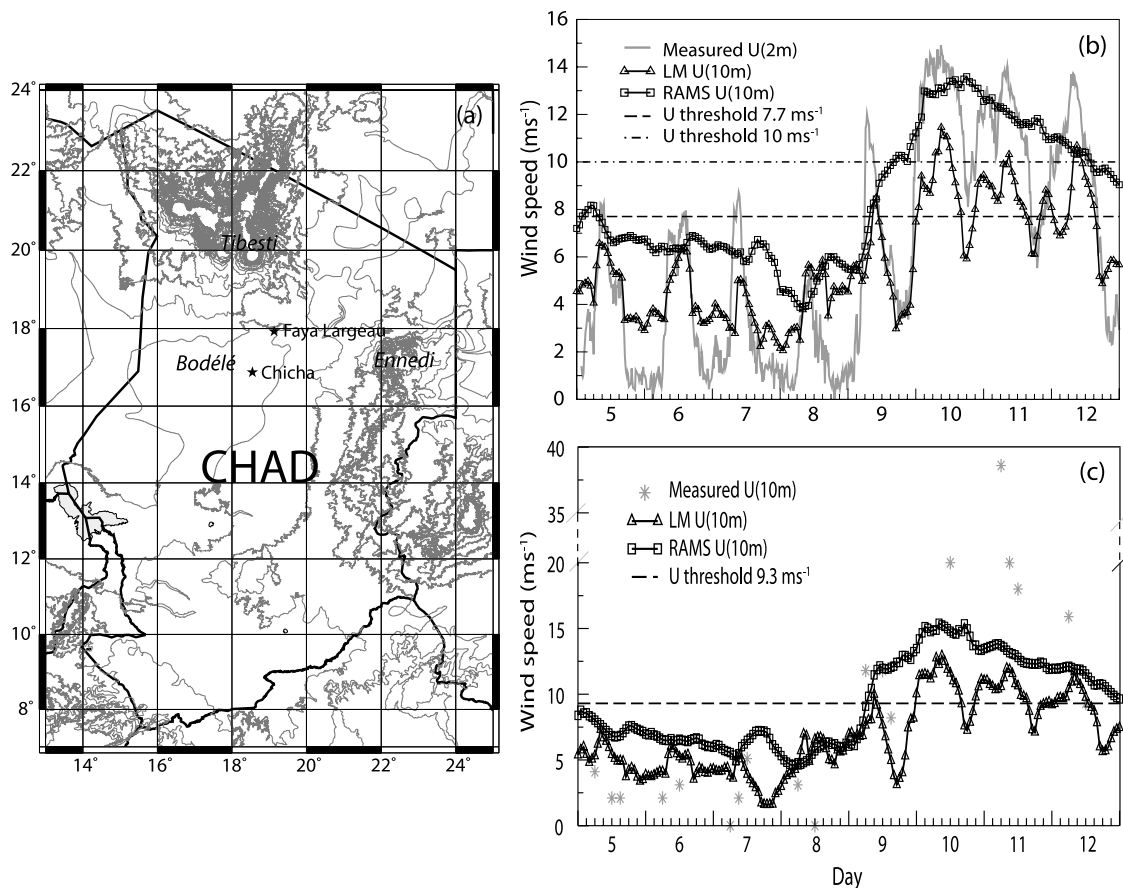 (a)
24°
22°
20°
18°
16°
14°
12°
10°
8°
14° 16° 18° 20° 22° 24°
Tibesti
Faya Largeau
Bodélé
Ennedi
Chicha
CHAD
(b)
Wind speed (ms⁻¹)
16
14
12
10
8
6
4
2
0
Measured U(2m)
LM U(10m)
RAMS U(10m)
U threshold 7.7 ms⁻¹
U threshold 10 ms⁻¹
5 6 7 8 9 10 11 12
(c)
Wind speed (ms⁻¹)
40
35
20
15
10
5
0
Measured U(10m)
LM U(10m)
RAMS U(10m)
U threshold 9.3 ms⁻¹
5 6 7 8 9 10 11 12
Day